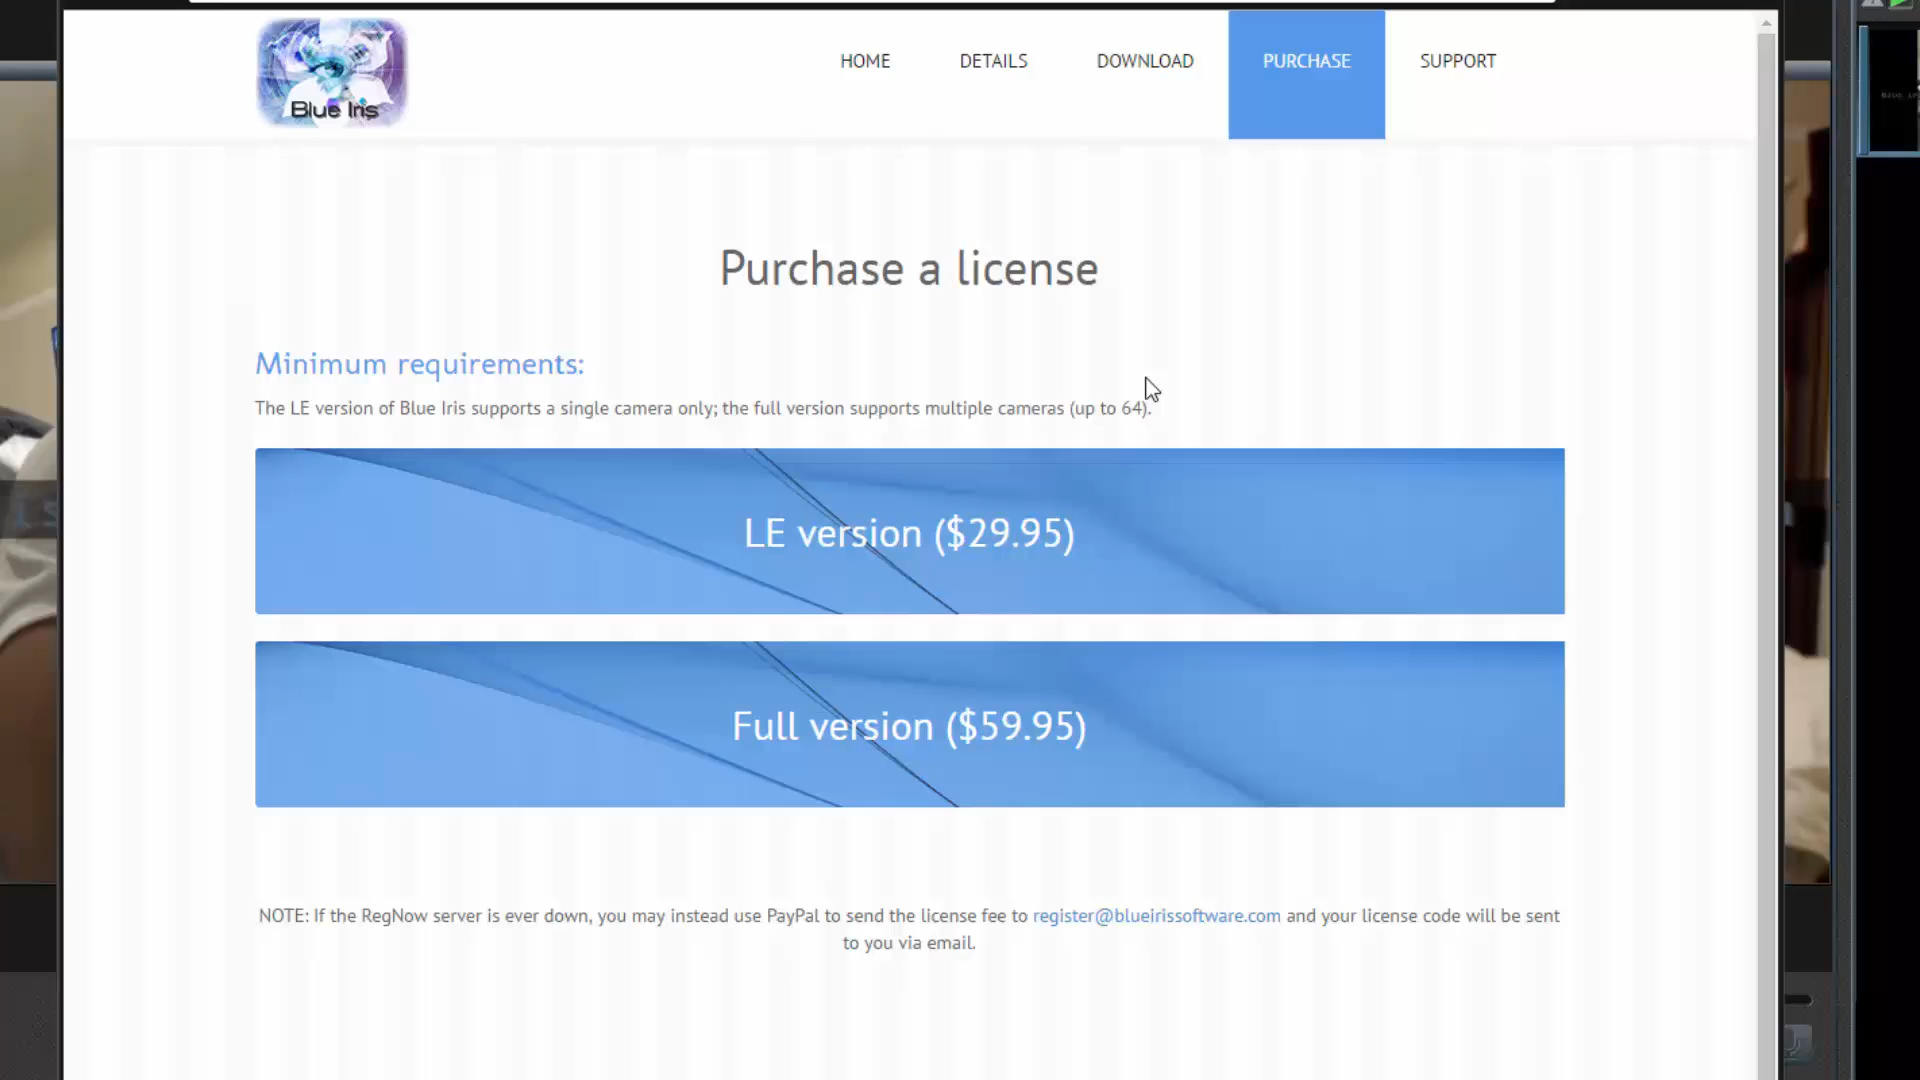 Blue Iris
HOME
DETAILS
DOWNLOAD
PURCHASE
SUPPORT
Purchase a license
Minimum requirements:
The LE version of Blue Iris supports a single camera only; the full version supports multiple cameras (up to 64).
LE version ($29.95)
Full version ($59.95)
NOTE: If the RegNow server is ever down, you may instead use PayPal to send the license fee to register@blueirissoftware.com and your license code will be sent
to you via email.